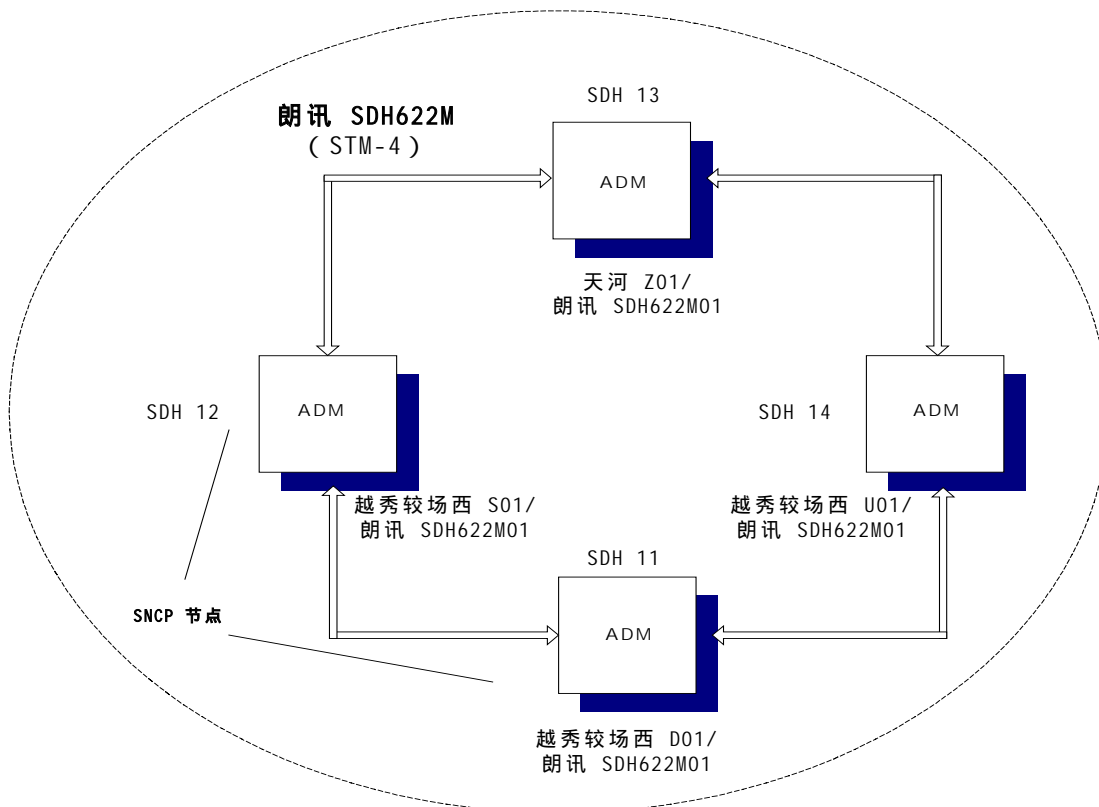 SDH 13
朗讯 SDH622M
(STM-4)
ADM
天河 Z01/
朗讯 SDH622M01
SDH 12
ADM
SDH 14
ADM
越秀较场西 S01/
朗讯 SDH622M01
越秀较场西 U01/
朗讯 SDH622M01
SDH 11
SNCP 节点
ADM
越秀较场西 D01/
朗讯 SDH622M01